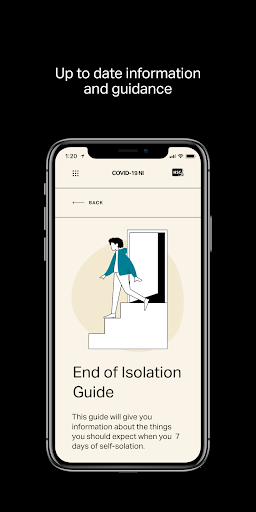 Up to date information
and guidance
1:20
COVID-19 NI
HSC
BACK
End of Isolation
Guide
This guide will give you
information about the things
you should expect when you 7
days of self-solation.